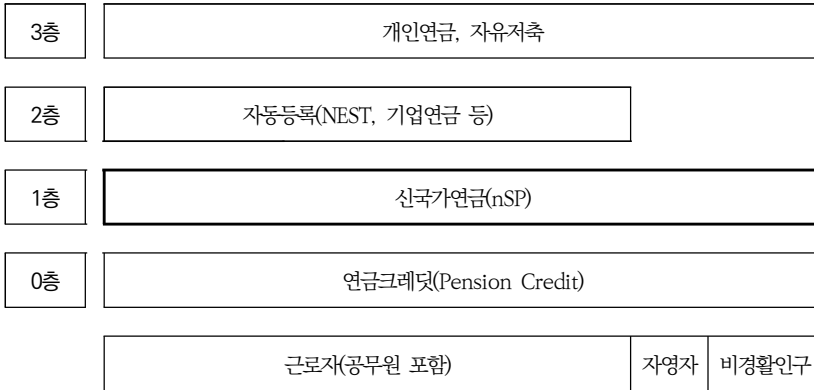 3층 개인연금, 자유저축
2층 자동등록(NEST, 기업연금 등)
1층 신국가연금(nSP)
0층 연금크레딧(Pension Credit)
근로자(공무원 포함) 자영자 비경활인구